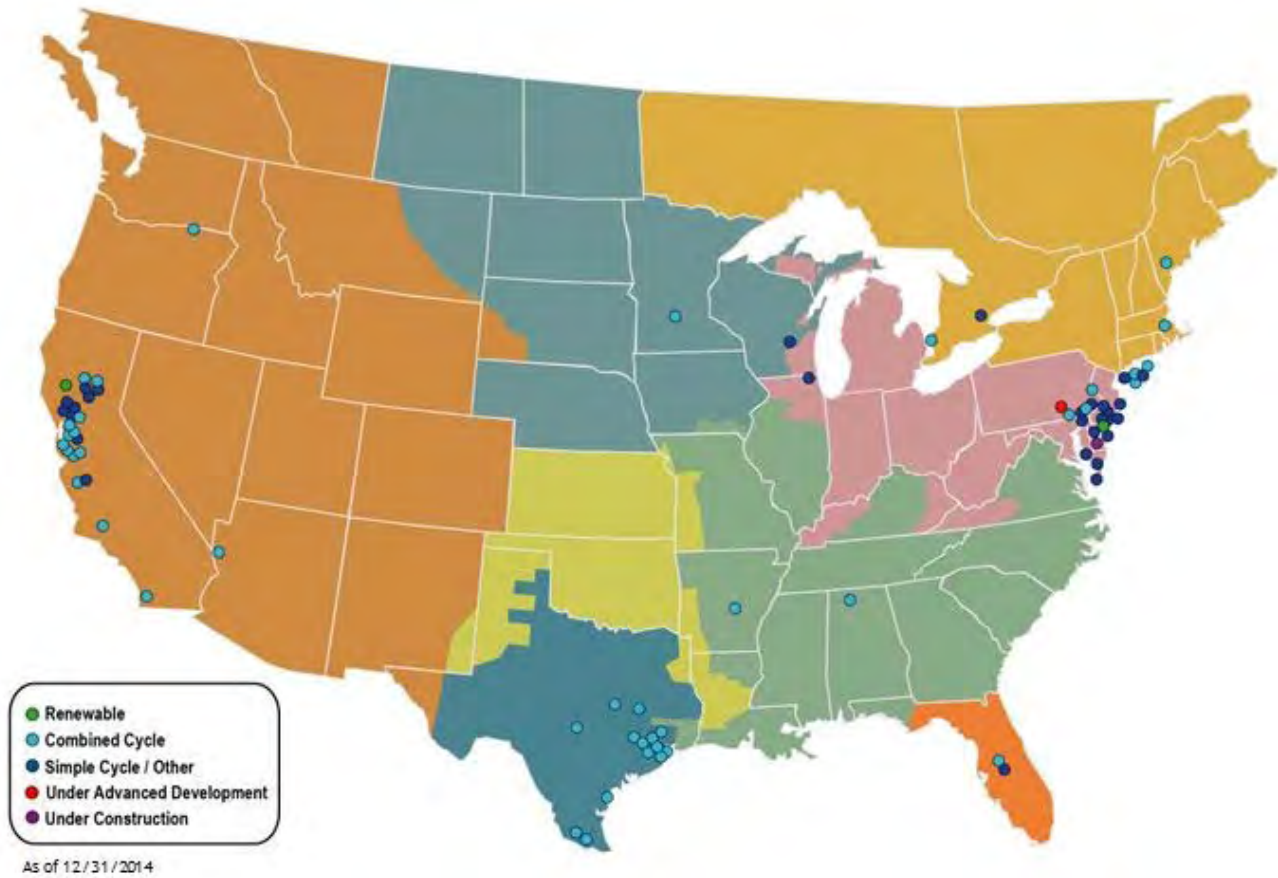 Renewable
Combined Cycle
Simple Cycle / Other
Under Advanced Development
Under Construction
As of 12/31/2014